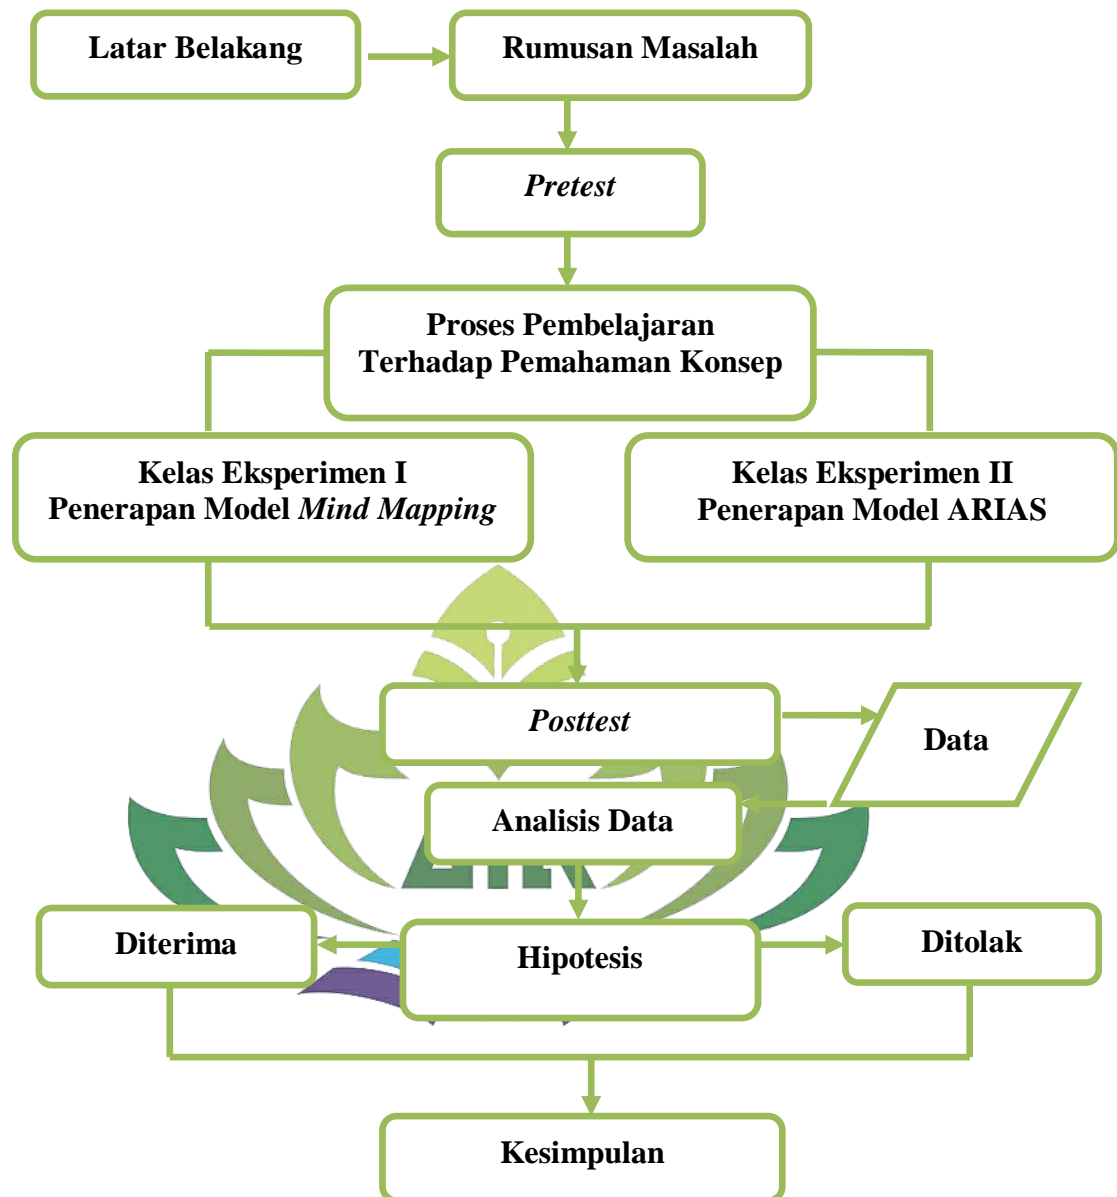 Latar Belakang
Rumusan Masalah
Pretest
Proses Pembelajaran
Terhadap Pemahaman Konsep
Kelas Eksperimen I
Penerapan Model Mind Mapping
Kelas Eksperimen II
Penerapan Model ARIAS
Posttest
Data
Analisis Data
Diterima
Hipotesis
Ditolak
Kesimpulan